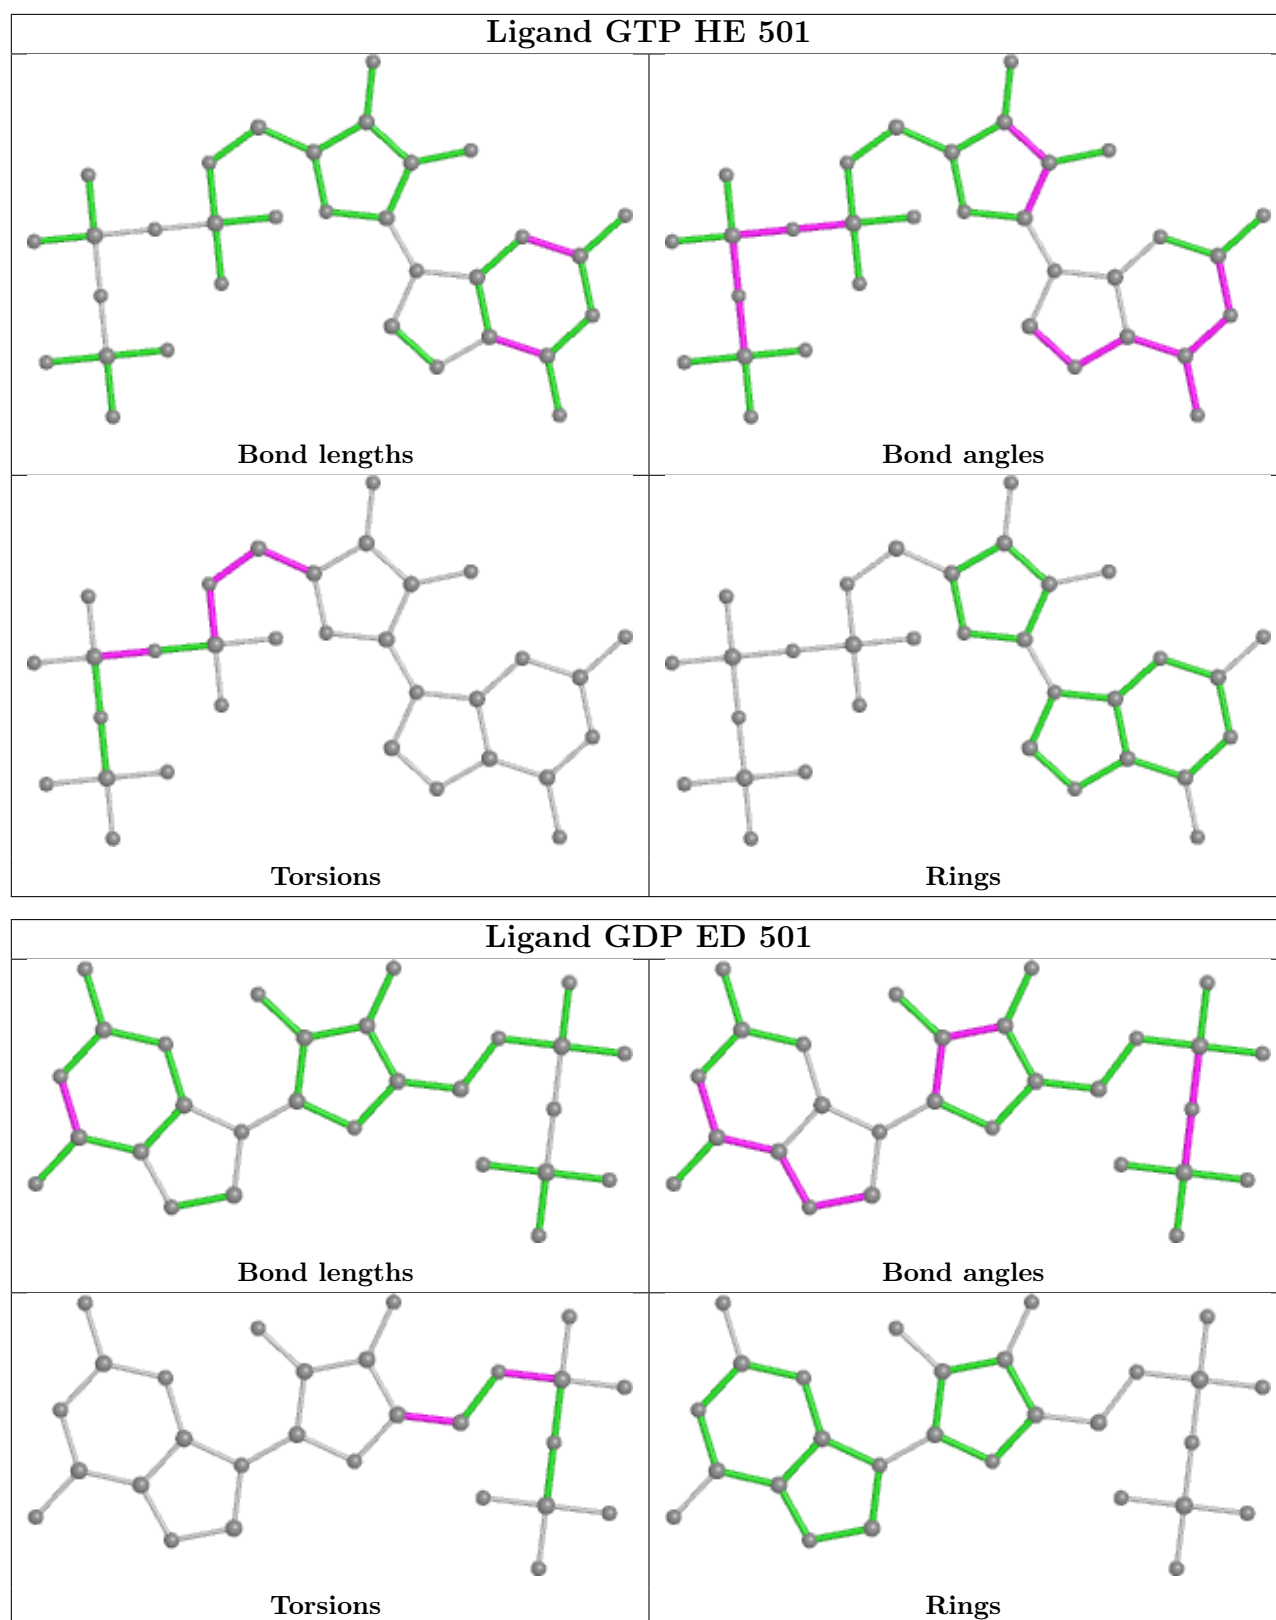 Ligand GTP HE 501
Bond lengths
Bond angles
Torsions
Rings
Ligand GDP ED 501
Bond lengths
Bond angles
Torsions
Rings